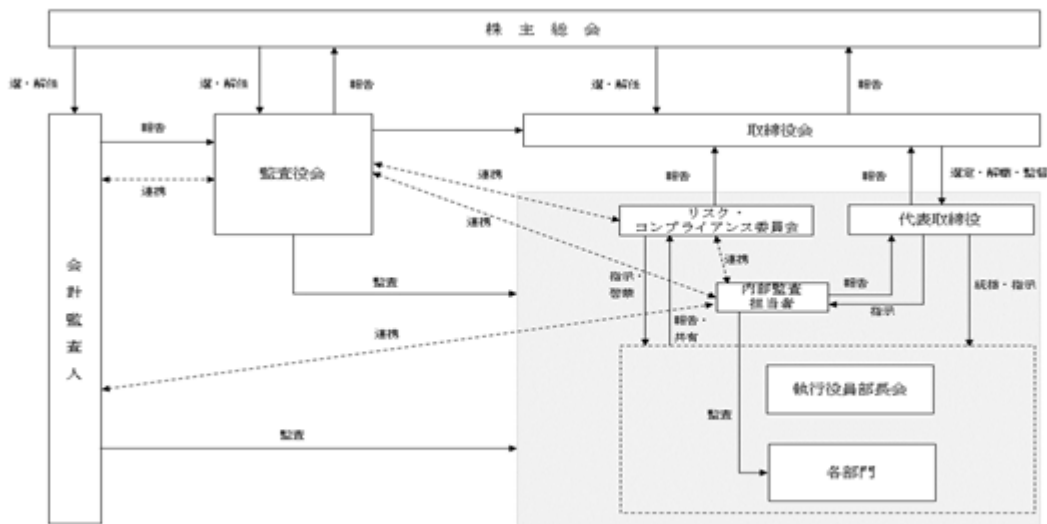 株主総会
選・解任
選・解任
報告
選・解任
報告
報告
監査役会
取締役会
連携
連携
連携
報告
報告
選定・解職・監督
リスク・
コンプライアンス委員会
代表取締役
連携
監査
指示・
啓蒙
内部監査
担当者
報告
指示
統括・指示
会計監査人
連携
報告・
共有
執行役員部長会
監査
監査
各部門